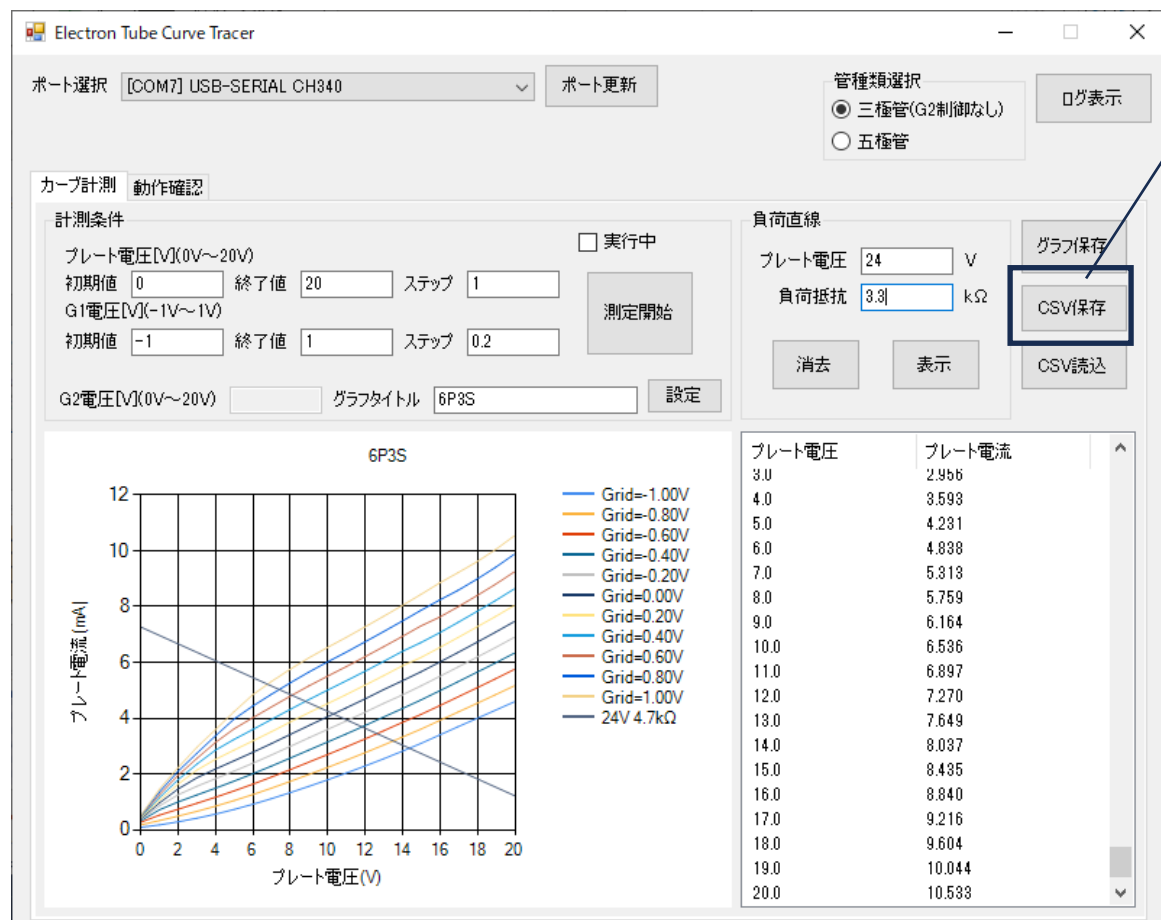 Electron Tube Curve Tracer
ポート選択 [COM7] USB-SERIAL CH340 ポート更新
管種類選択
三極管(G2制御なし)
五極管
ログ表示
カーブ計測 動作確認
計測条件
プレート電圧[V](0V～20V)
初期値 0 終了値 20 ステップ 1
G1電圧[V](-1V～1V)
初期値 -1 終了値 1 ステップ 0.2
実行中
測定開始
G2電圧[V](0V～20V) グラフタイトル 6P3S 設定
負荷直線
プレート電圧 24 V
負荷抵抗 3.3 kΩ
消去 表示
グラフ保存
CSV保存
CSV読込
6P3S
プレート電流(mA)
12
10
8
6
4
2
0
0 2 4 6 8 10 12 14 16 18 20
プレート電圧(V)
Grid=-1.00V
Grid=-0.80V
Grid=-0.60V
Grid=-0.40V
Grid=-0.20V
Grid=0.00V
Grid=0.20V
Grid=0.40V
Grid=0.60V
Grid=0.80V
Grid=1.00V
24V 4.7kΩ
プレート電圧 プレート電流
3.0 2.956
4.0 3.593
5.0 4.231
6.0 4.838
7.0 5.313
8.0 5.759
9.0 6.164
10.0 6.536
11.0 6.897
12.0 7.270
13.0 7.649
14.0 8.037
15.0 8.435
16.0 8.840
17.0 9.216
18.0 9.604
19.0 10.044
20.0 10.533